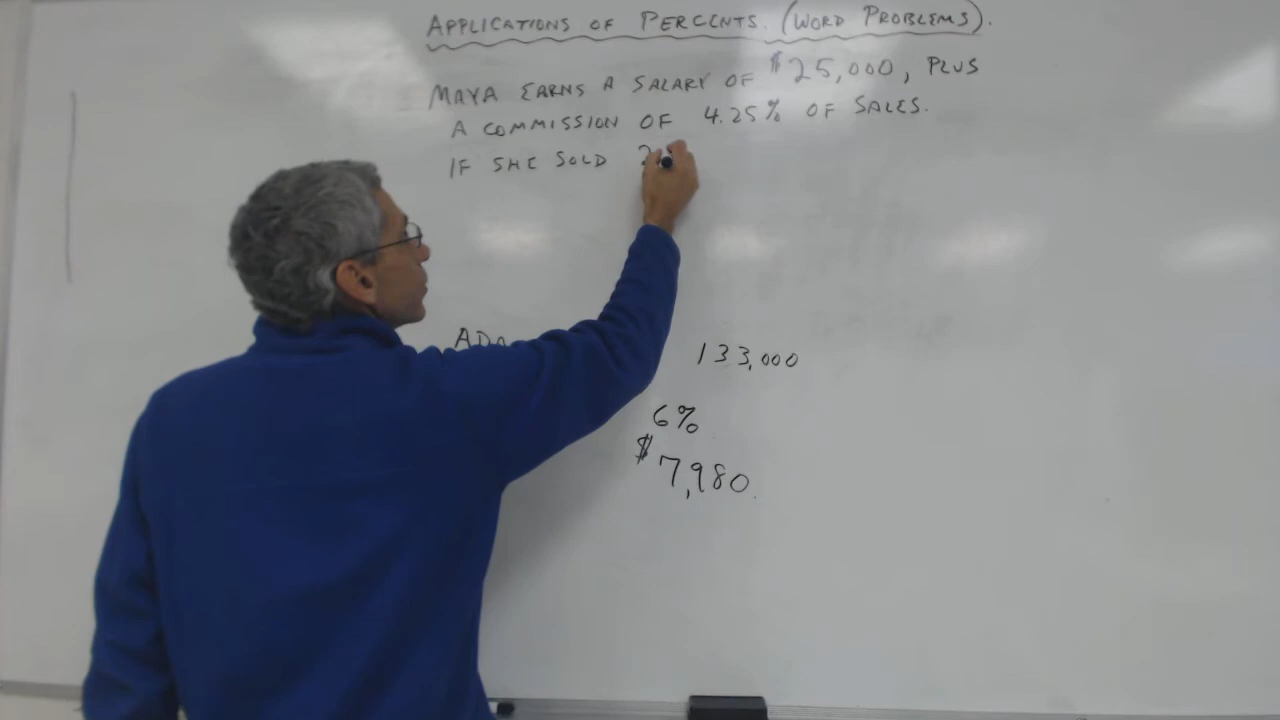 APPLICATIONS OF PERCENTS. (WORD PROBLEMS).
MAYA EARNS A SALARY OF $25,000, PLUS
A COMMISSION OF 4.25% OF SALES.
IF SHE SOLD
133,000
6%
$7,980